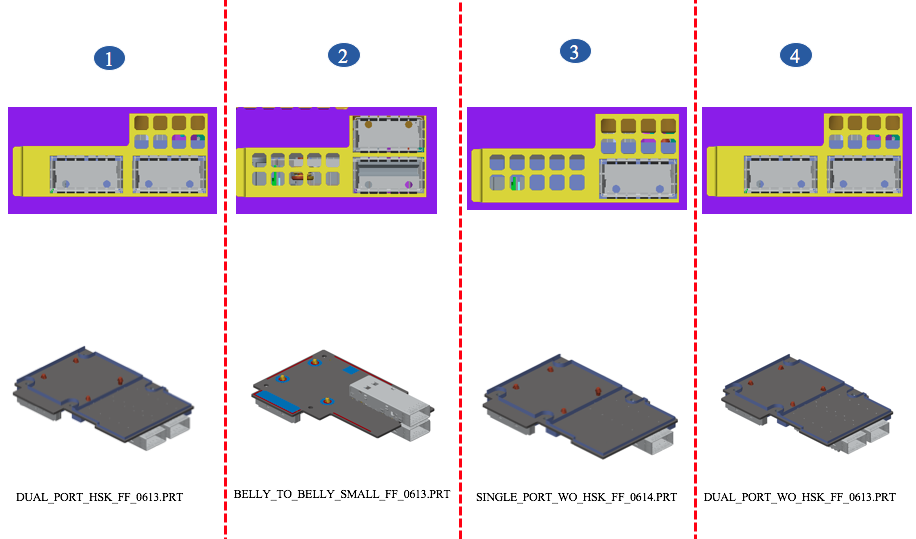 1
2
3
4
DUAL_PORT_HSK_FF_0613.PRT
BELLY_TO_BELLY_SMALL_FF_0613.PRT
SINGLE_PORT_WO_HSK_FF_0614.PRT
DUAL_PORT_WO_HSK_FF_0613.PRT